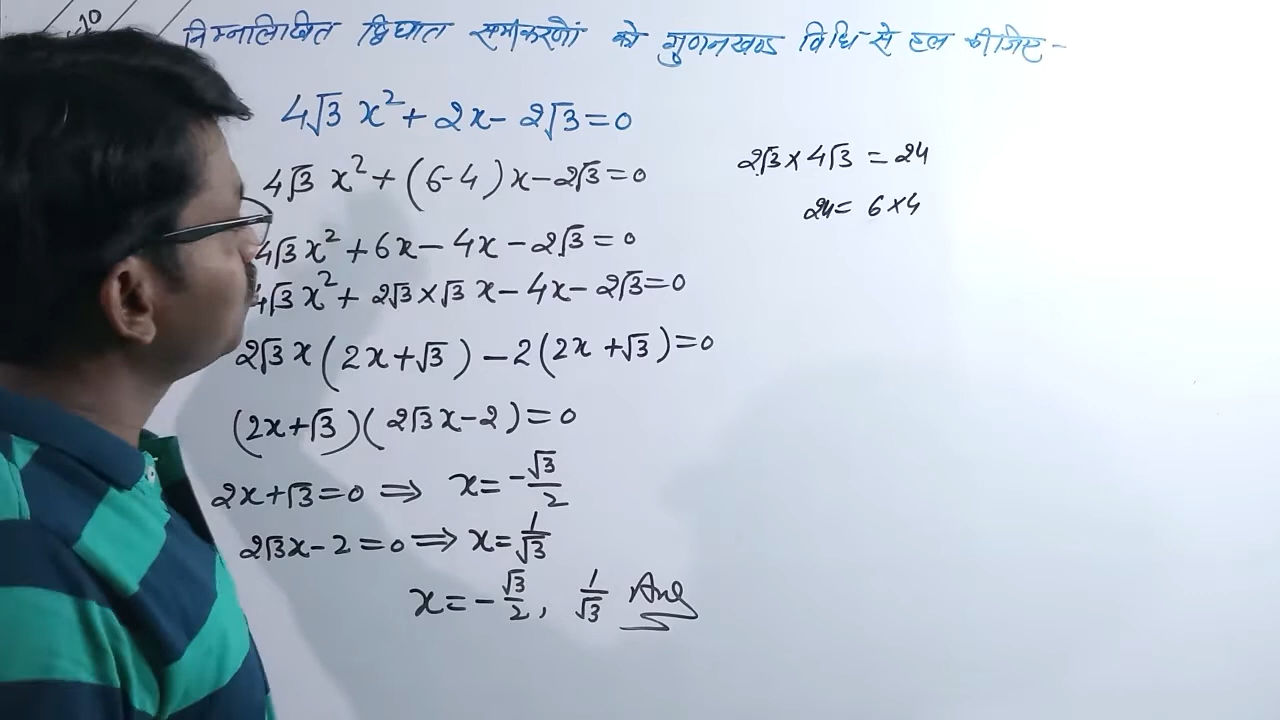 10
निम्नलिखित द्विघात समीकरणों को गुणनखण्ड विधि से हल कीजिए -
4√3 x² + 2x - 2√3 = 0
4√3 x² + (6-4)x - 2√3 = 0
2√3 × 4√3 = 24
24 = 6 × 4
4√3 x² + 6x - 4x - 2√3 = 0
4√3 x² + 2√3 × √3 x - 4x - 2√3 = 0
2√3 x (2x + √3) - 2 (2x + √3) = 0
(2x + √3) (2√3 x - 2) = 0
2x + √3 = 0 ⇒ x = -√3/2
2√3 x - 2 = 0 ⇒ x = 1/√3
x = -√3/2, 1/√3 Ans